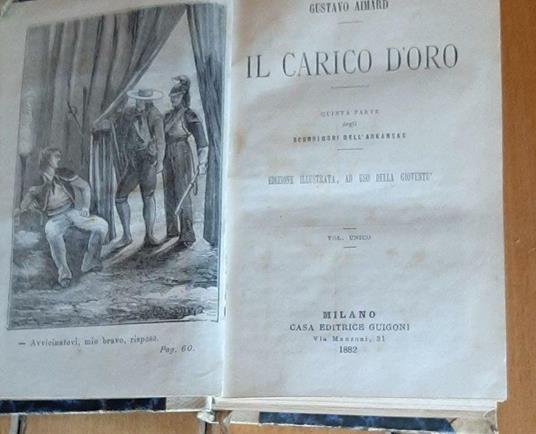 — Avvicinatevi, mio bravo, rispose.
Pag. 60.
GUSTAVO AIMARD
IL CARICO D'ORO
QUINTA PARTE
degli
SCORRIDORI DELL'ARKANSAS
EDIZIONE ILLUSTRATA, AD USO DELLA GIOVENTÙ
VOL. UNICO
MILANO
CASA EDITRICE GUIGONI
Via Manzoni, 31
1882